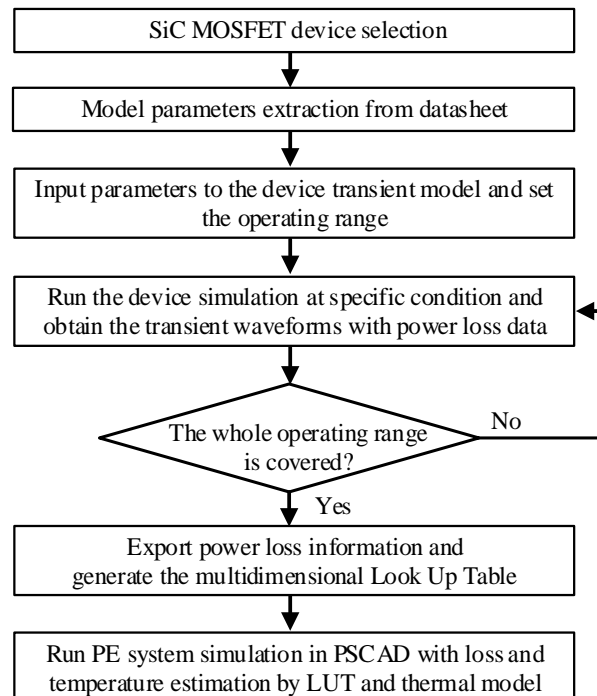 SiC MOSFET device selection
Model parameters extraction from datasheet
Input parameters to the device transient model and set
the operating range
Run the device simulation at specific condition and
obtain the transient waveforms with power loss data
The whole operating range
is covered?
No
Yes
Export power loss information and
generate the multidimensional Look Up Table
Run PE system simulation in PSCAD with loss and
temperature estimation by LUT and thermal model